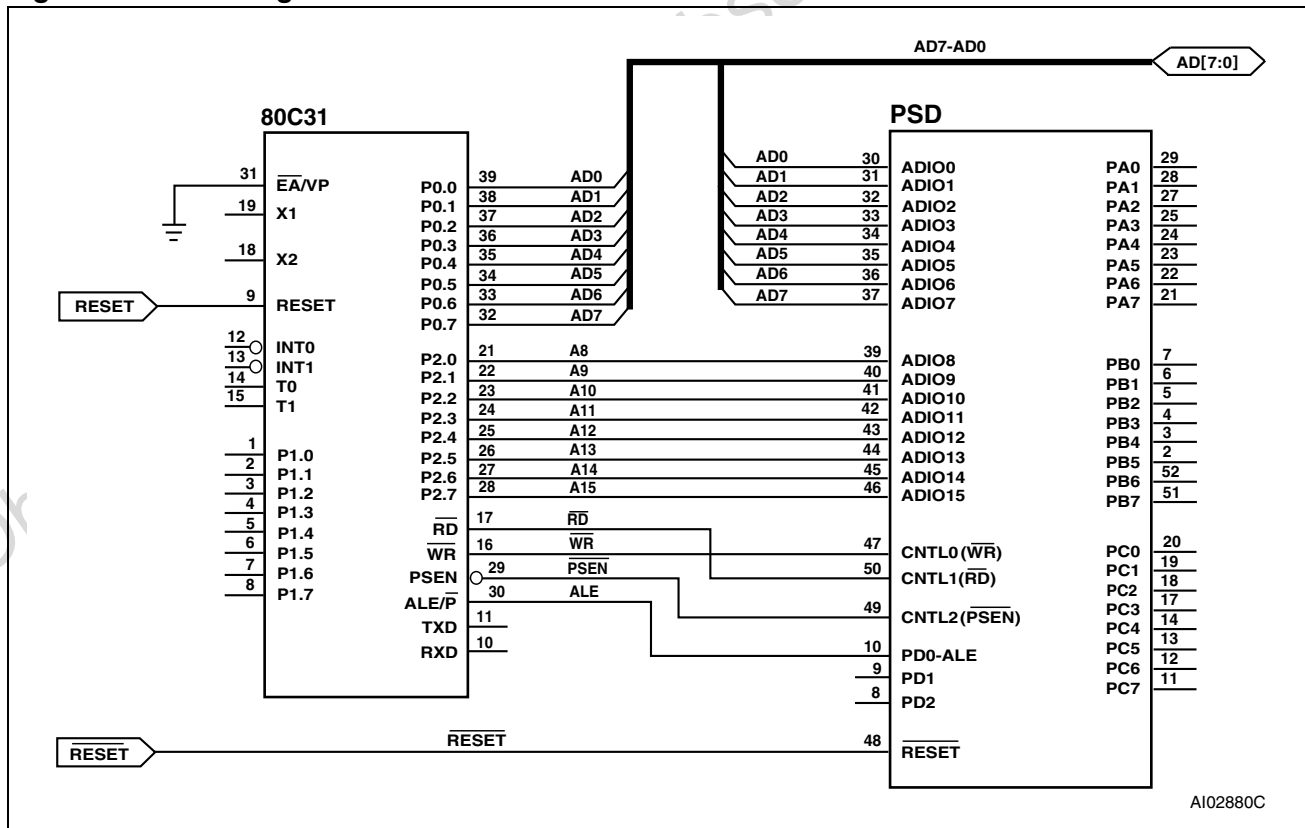 AD7-AD0
AD[7:0]
80C31
PSD
31 EA/VP
19 X1
18 X2
RESET 9 RESET
12 INT0
13 INT1
14 T0
15 T1
1 P1.0
2 P1.1
3 P1.2
4 P1.3
5 P1.4
6 P1.5
7 P1.6
8 P1.7
P0.0 39 AD0
P0.1 38 AD1
P0.2 37 AD2
P0.3 36 AD3
P0.4 35 AD4
P0.5 34 AD5
P0.6 33 AD6
P0.7 32 AD7
P2.0 21 A8
P2.1 22 A9
P2.2 23 A10
P2.3 24 A11
P2.4 25 A12
P2.5 26 A13
P2.6 27 A14
P2.7 28 A15
RD 17 RD
WR 16 WR
PSEN 29 PSEN
ALE/P 30 ALE
TXD 11
RXD 10
AD0 30 ADIO0
AD1 31 ADIO1
AD2 32 ADIO2
AD3 33 ADIO3
AD4 34 ADIO4
AD5 35 ADIO5
AD6 36 ADIO6
AD7 37 ADIO7
39 ADIO8
40 ADIO9
41 ADIO10
42 ADIO11
43 ADIO12
44 ADIO13
45 ADIO14
46 ADIO15
47 CNTL0(WR)
50 CNTL1(RD)
49 CNTL2(PSEN)
10 PD0-ALE
9 PD1
8 PD2
48 RESET
PA0 29
PA1 28
PA2 27
PA3 25
PA4 24
PA5 23
PA6 22
PA7 21
PB0 7
PB1 6
PB2 5
PB3 4
PB4 3
PB5 2
PB6 52
PB7 51
PC0 20
PC1 19
PC2 18
PC3 17
PC4 14
PC5 13
PC6 12
PC7 11
RESET
RESET
AI02880C